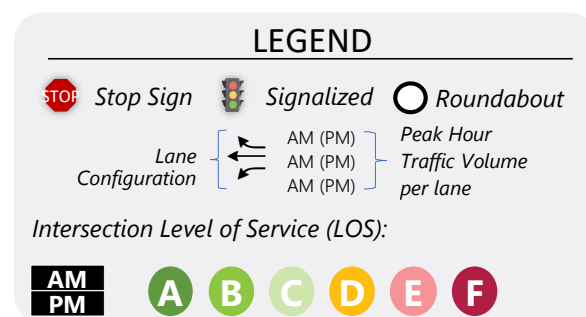 LEGEND
STOP Stop Sign Signalized Roundabout
Lane Configuration
AM (PM)
AM (PM)
AM (PM)
Peak Hour
Traffic Volume
per lane
Intersection Level of Service (LOS):
AM
PM
A B C D E F